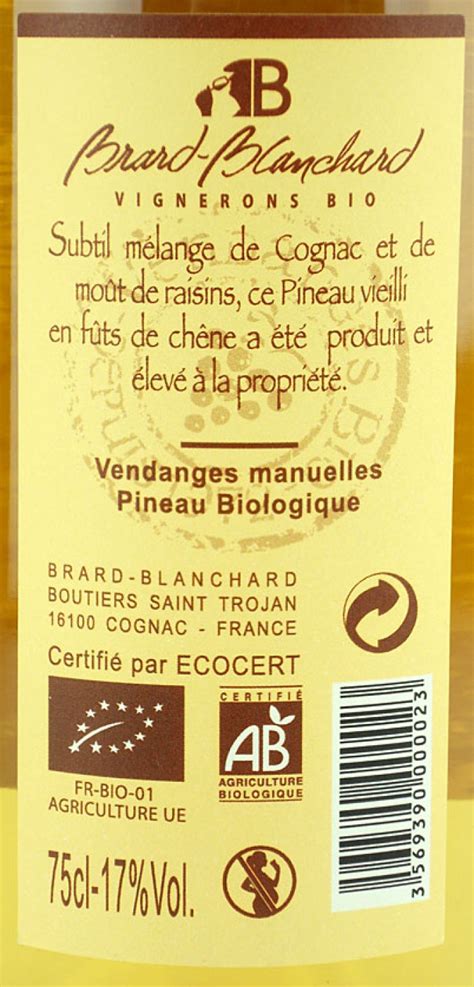 B
Brard-Blanchard
VIGNERONS BIO
Subtil mélange de Cognac et de
moût de raisins, ce Pineau vieilli
en fûts de chêne a été produit et
élevé à la propriété.
Vendanges manuelles
Pineau Biologique
BRARD-BLANCHARD
BOUTIERS SAINT TROJAN
16100 COGNAC - FRANCE
Certifié par ECOCERT
CERTIFIÉ
AB
AGRICULTURE
BIOLOGIQUE
FR-BIO-01
AGRICULTURE UE
75cl-17%Vol.
3569390000023